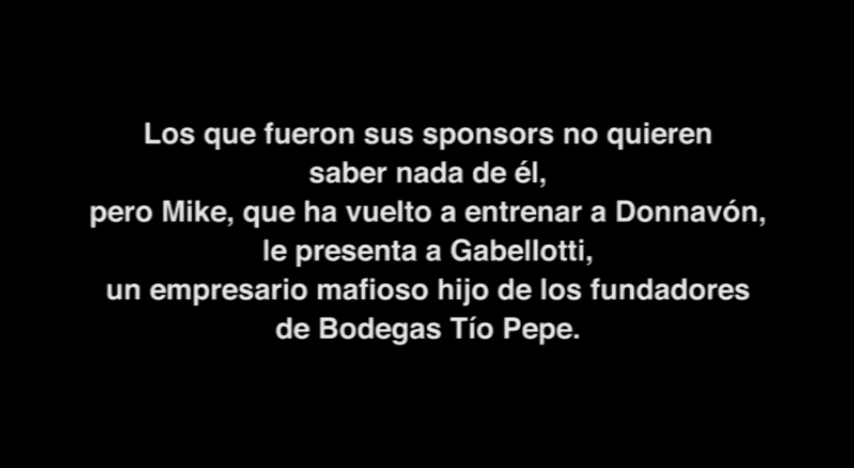 Los que fueron sus sponsors no quieren
saber nada de él,
pero Mike, que ha vuelto a entrenar a Donnavón,
le presenta a Gabellotti,
un empresario mafioso hijo de los fundadores
de Bodegas Tío Pepe.